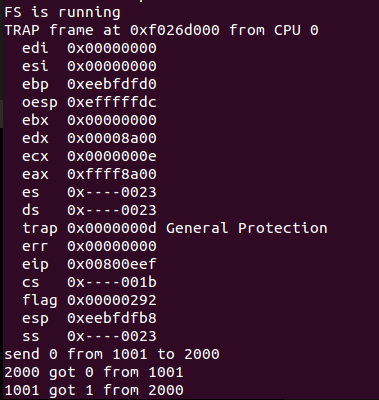 FS is running
TRAP frame at 0xf026d000 from CPU 0
  edi  0x00000000
  esi  0x00000000
  ebp  0xeebfdfd0
  oesp 0xefffffdc
  ebx  0x00000000
  edx  0x00008a00
  ecx  0x0000000e
  eax  0xffff8a00
  es   0x----0023
  ds   0x----0023
  trap 0x0000000d General Protection
  err  0x00000000
  eip  0x00800eef
  cs   0x----001b
  flag 0x00000292
  esp  0xeebfdfb8
  ss   0x----0023
send 0 from 1001 to 2000
2000 got 0 from 1001
1001 got 1 from 2000